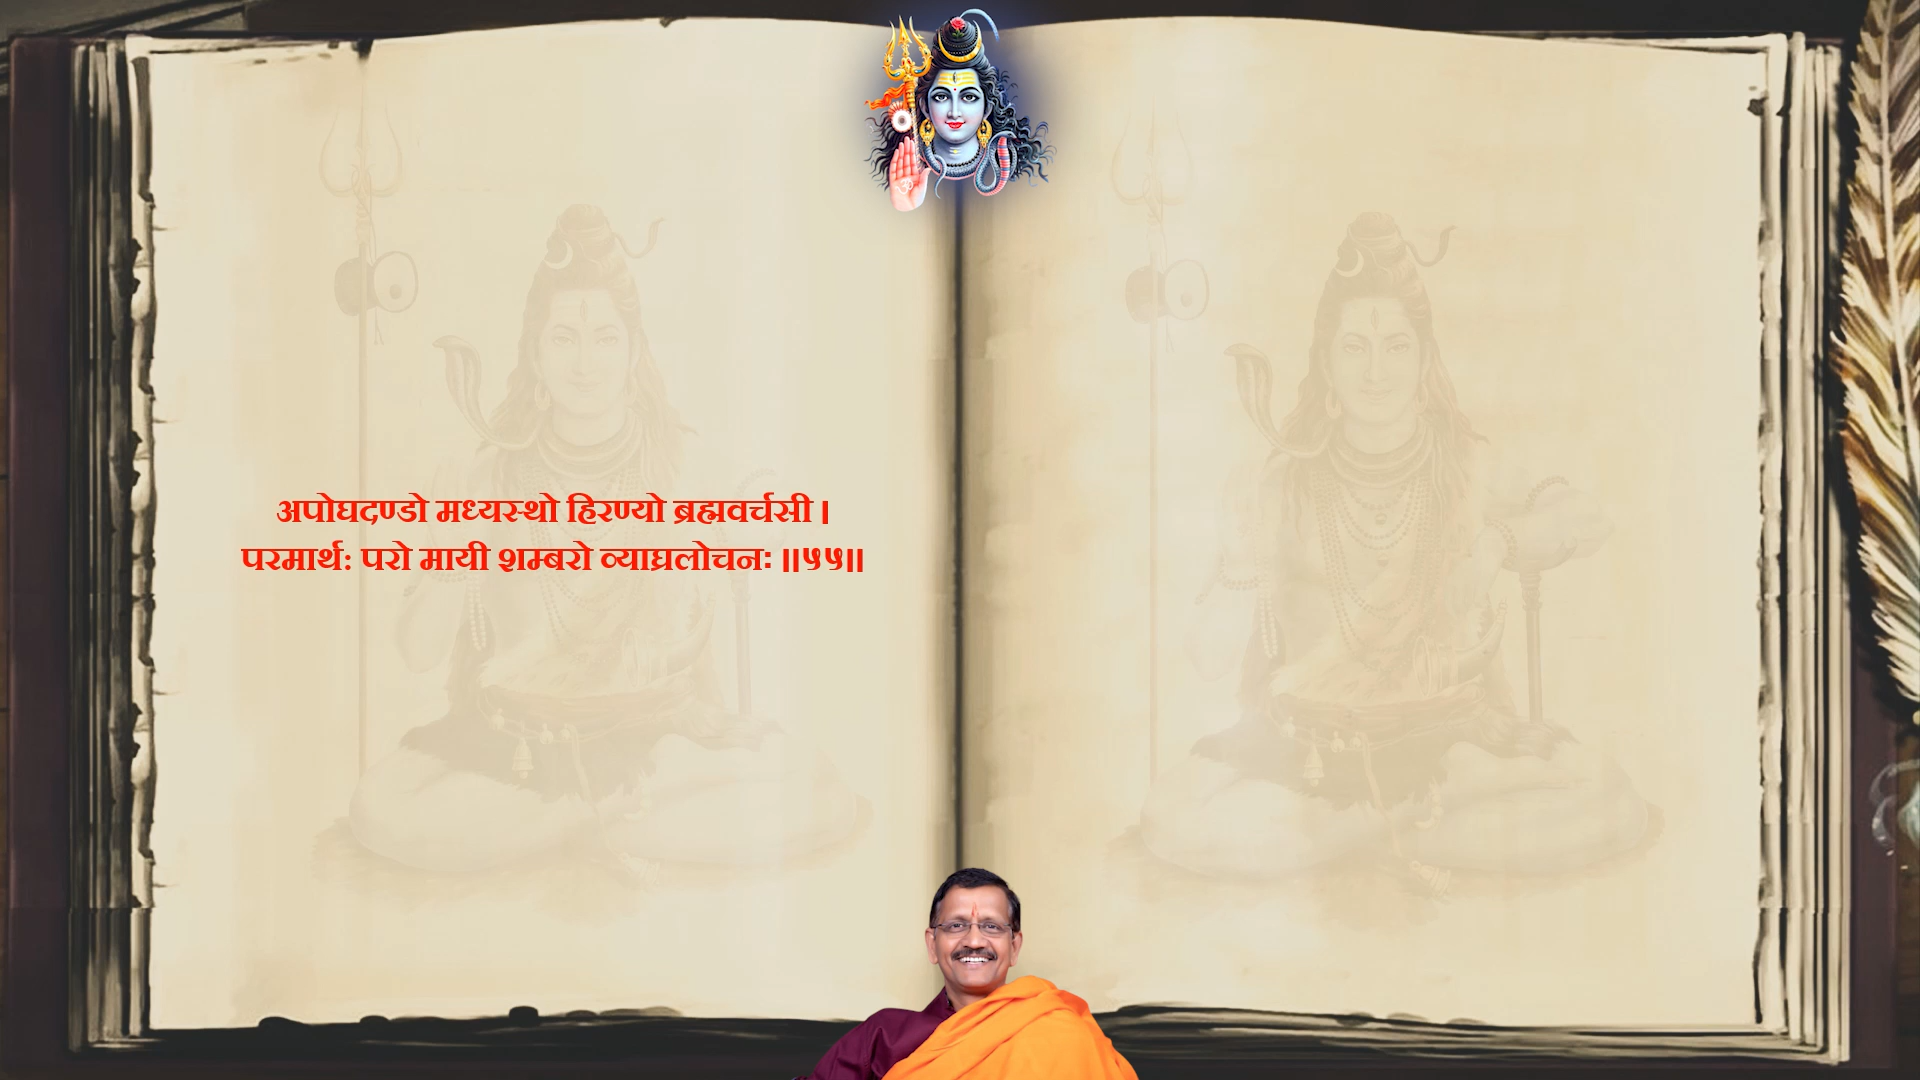 अपोघदण्डो मध्यस्थो हिरण्यो ब्रह्मवर्चसी ।
परमार्थः परो मायी शम्बरो व्याघ्रलोचनः ॥५५॥